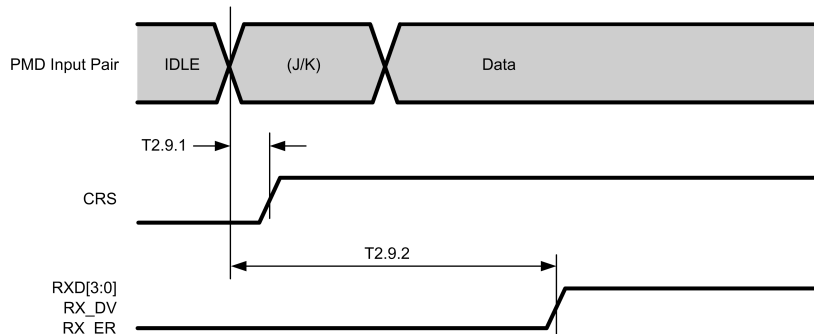 PMD Input Pair IDLE (J/K) Data
T2.9.1
CRS
T2.9.2
RXD[3:0]
RX_DV
RX_ER